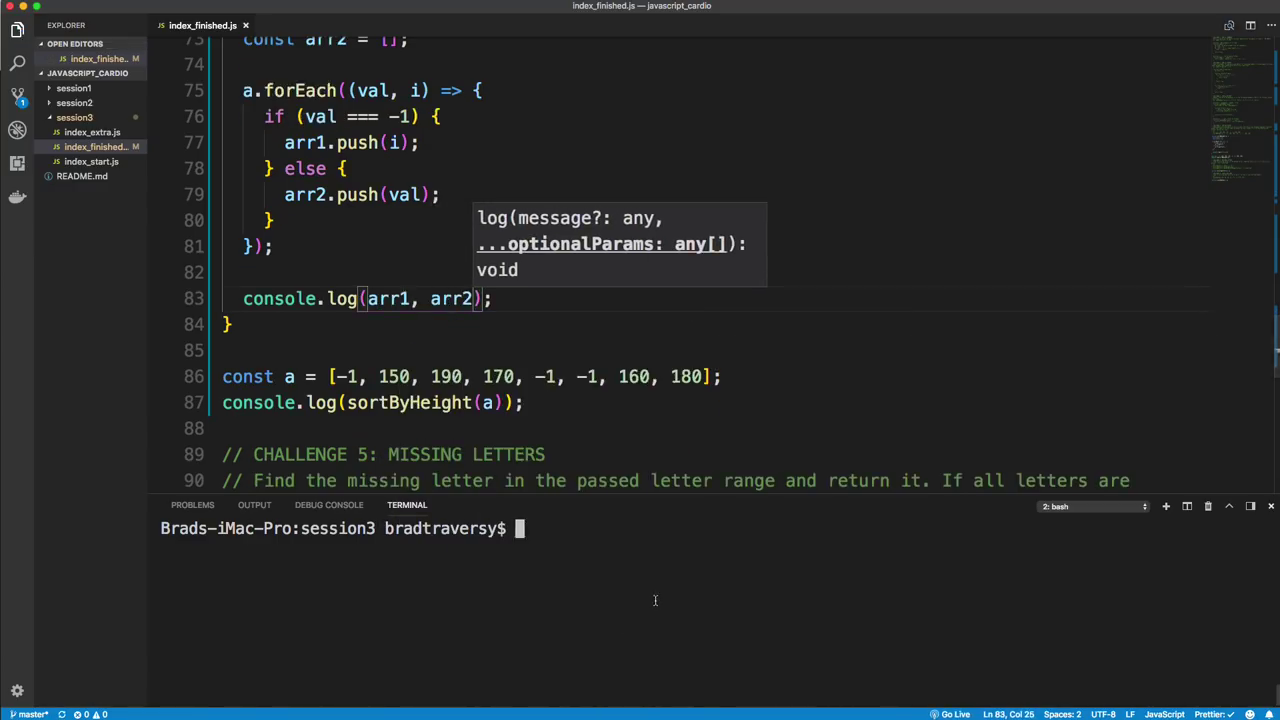 index_finished.js — javascript_cardio
EXPLORER
OPEN EDITORS
index_finishe..
JAVASCRIPT_CARDIO
session1
session2
session3
index_extra.js
index_finished... M
index_start.js
README.md
1
index_finished.js
73 const arr2 = [];
74
75 a.forEach((val, i) => {
76 if (val === -1) {
77 arr1.push(i);
78 } else {
79 arr2.push(val);
80 }
81 });
82
83 console.log(arr1, arr2);
84 }
85
86 const a = [-1, 150, 190, 170, -1, -1, 160, 180];
87 console.log(sortByHeight(a));
88
89 // CHALLENGE 5: MISSING LETTERS
90 // Find the missing letter in the passed letter range and return it. If all letters are
log(message?: any,
...optionalParams: any[]):
void
PROBLEMS OUTPUT DEBUG CONSOLE TERMINAL 2: bash
Brads-iMac-Pro:session3 bradtraversy$
master* 0 0 Go Live Ln 83, Col 25 Spaces: 2 UTF-8 LF JavaScript Prettier: ✓